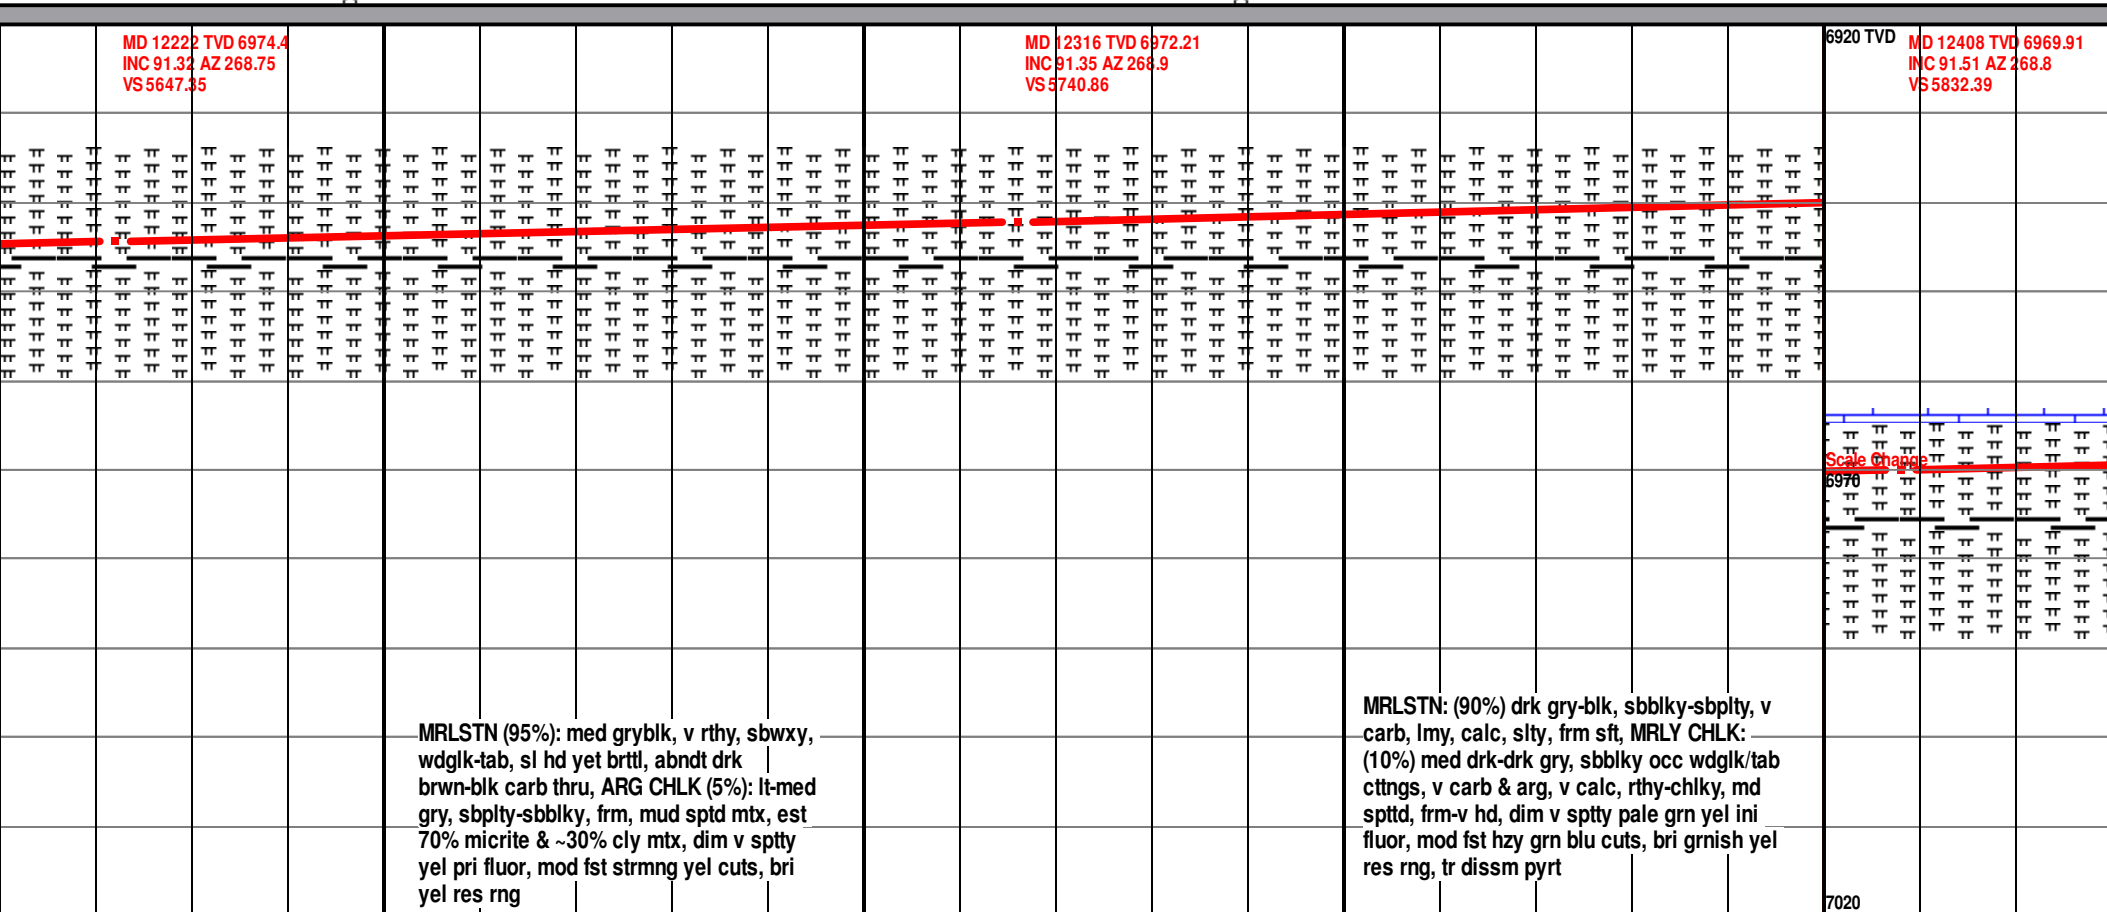 MD 12222 TVD 6974.4
INC 91.32 AZ 268.75
VS 5647.35
MD 12316 TVD 6972.21
INC 91.35 AZ 268.9
VS 5740.86
6920 TVD
MD 12408 TVD 6969.91
INC 91.51 AZ 268.8
VS 5832.39
Scale Change
6970
MRLSTN (95%): med gryblk, v rthy, sbwxy,
wdglk-tab, sl hd yet brttl, abndt drk
brwn-blk carb thru, ARG CHLK (5%): lt-med
gry, sbplty-sbblky, frm, mud sptd mtx, est
70% micrite & ~30% cly mtx, dim v sptty
yel pri fluor, mod fst strmng yel cuts, bri
yel res rng
MRLSTN: (90%) drk gry-blk, sbblky-sbplty, v
carb, lmy, calc, slty, frm sft, MRLY CHLK:
(10%) med drk-drk gry, sbblky occ wdglk/tab
cttngs, v carb & arg, v calc, rthy-chlky, md
spttd, frm-v hd, dim v sptty pale grn yel ini
fluor, mod fst hzy grn blu cuts, bri grnish yel
res rng, tr dissm pyrt
7020